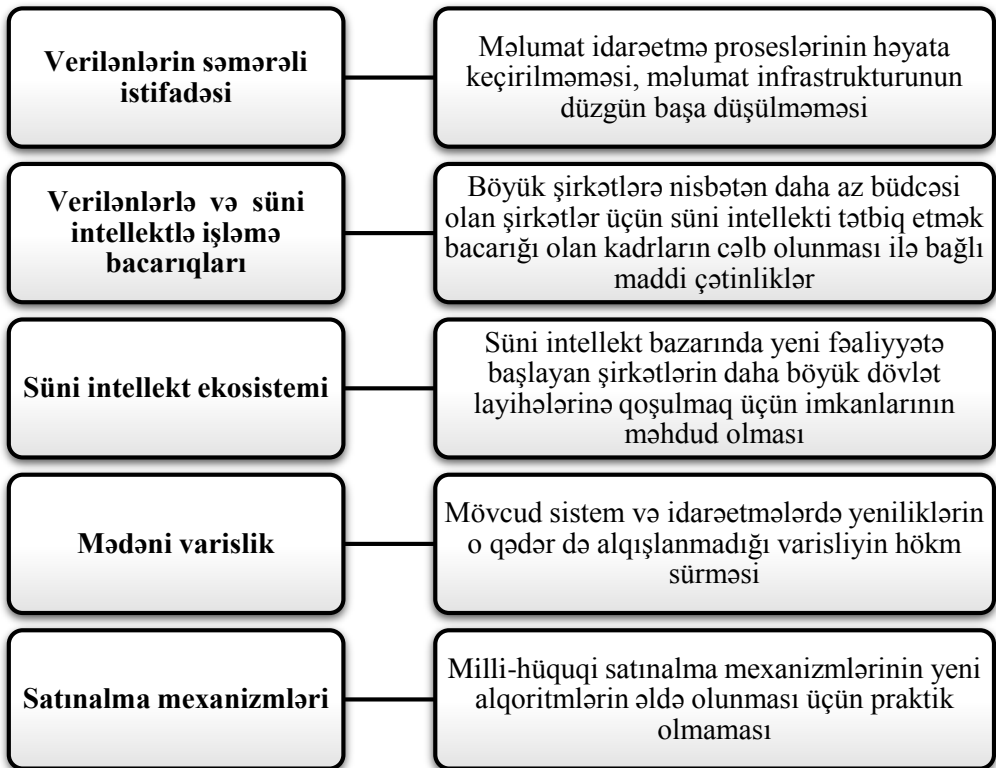 Verilənlərin səmərəli
istifadəsi
Məlumat idarəetmə proseslərinin həyata
keçirilməməsi, məlumat infrastrukturunun
düzgün başa düşülməməsi
Verilənlərlə və süni
intellektlə işləmə
bacarıqları
Böyük şirkətlərə nisbətən daha az büdcəsi
olan şirkətlər üçün süni intellekti tətbiq etmək
bacarığı olan kadrların cəlb olunması ilə bağlı
maddi çətinliklər
Süni intellekt ekosistemi
Süni intellekt bazarında yeni fəaliyyətə
başlayan şirkətlərin daha böyük dövlət
layihələrinə qoşulmaq üçün imkanlarının
məhdud olması
Mədəni varislik
Mövcud sistem və idarəetmələrdə yeniliklərin
o qədər də alqışlanmadığı varisliyin hökm
sürməsi
Satınalma mexanizmləri
Milli-hüquqi satınalma mexanizmlərinin yeni
alqoritmlərin əldə olunması üçün praktik
olmaması